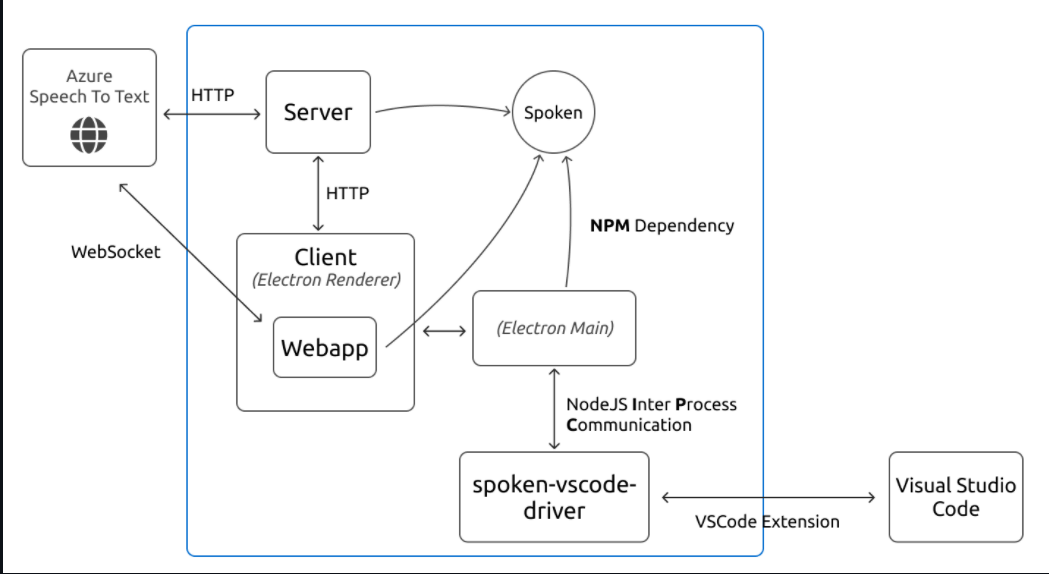 Azure
Speech To Text
HTTP
Server
Spoken
HTTP
WebSocket
NPM Dependency
Client
(Electron Renderer)
Webapp
(Electron Main)
NodeJS Inter Process
Communication
spoken-vscode-
driver
VSCode Extension
Visual Studio
Code